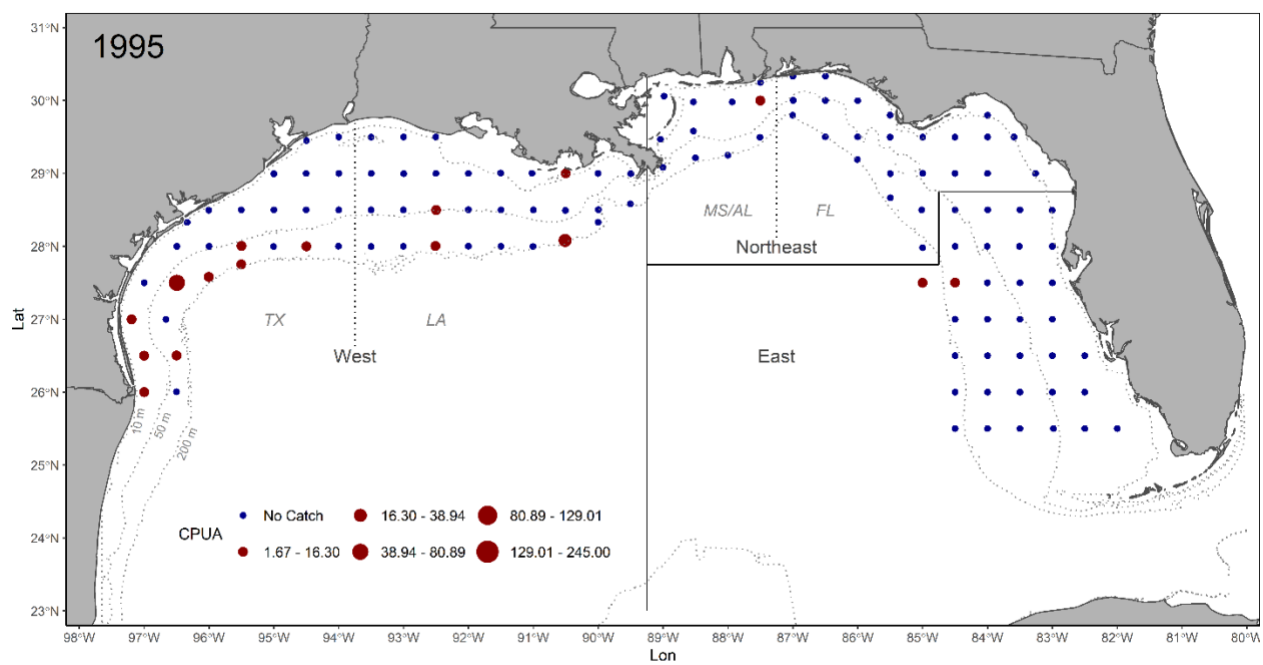 1995
31°N
30°N
29°N
28°N
27°N
26°N
25°N
24°N
23°N
Lat
MS/AL
FL
Northeast
TX
LA
West
East
10 m
50 m
200 m
CPUA
No Catch
16.30 - 38.94
80.89 - 129.01
1.67 - 16.30
38.94 - 80.89
129.01 - 245.00
98°W 97°W 96°W 95°W 94°W 93°W 92°W 91°W 90°W 89°W 88°W 87°W 86°W 85°W 84°W 83°W 82°W 81°W 80°W
Lon